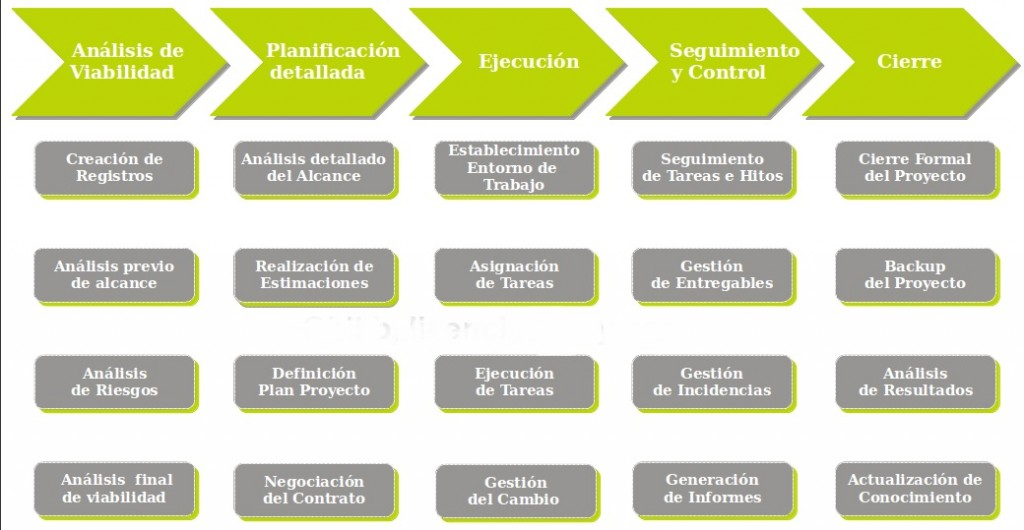 Análisis de
Viabilidad
Planificación
detallada
Ejecución
Seguimiento
y Control
Cierre
Creación de
Registros
Análisis detallado
del Alcance
Establecimiento
Entorno de
Trabajo
Seguimiento
de Tareas e Hitos
Cierre Formal
del Proyecto
Análisis previo
de alcance
Realización de
Estimaciones
Asignación
de Tareas
Gestión
de Entregables
Backup
del Proyecto
Análisis
de Riesgos
Definición
Plan Proyecto
Ejecución
de Tareas
Gestión
de Incidencias
Análisis
de Resultados
Análisis final
de viabilidad
Negociación
del Contrato
Gestión
del Cambio
Generación
de Informes
Actualización de
Conocimiento